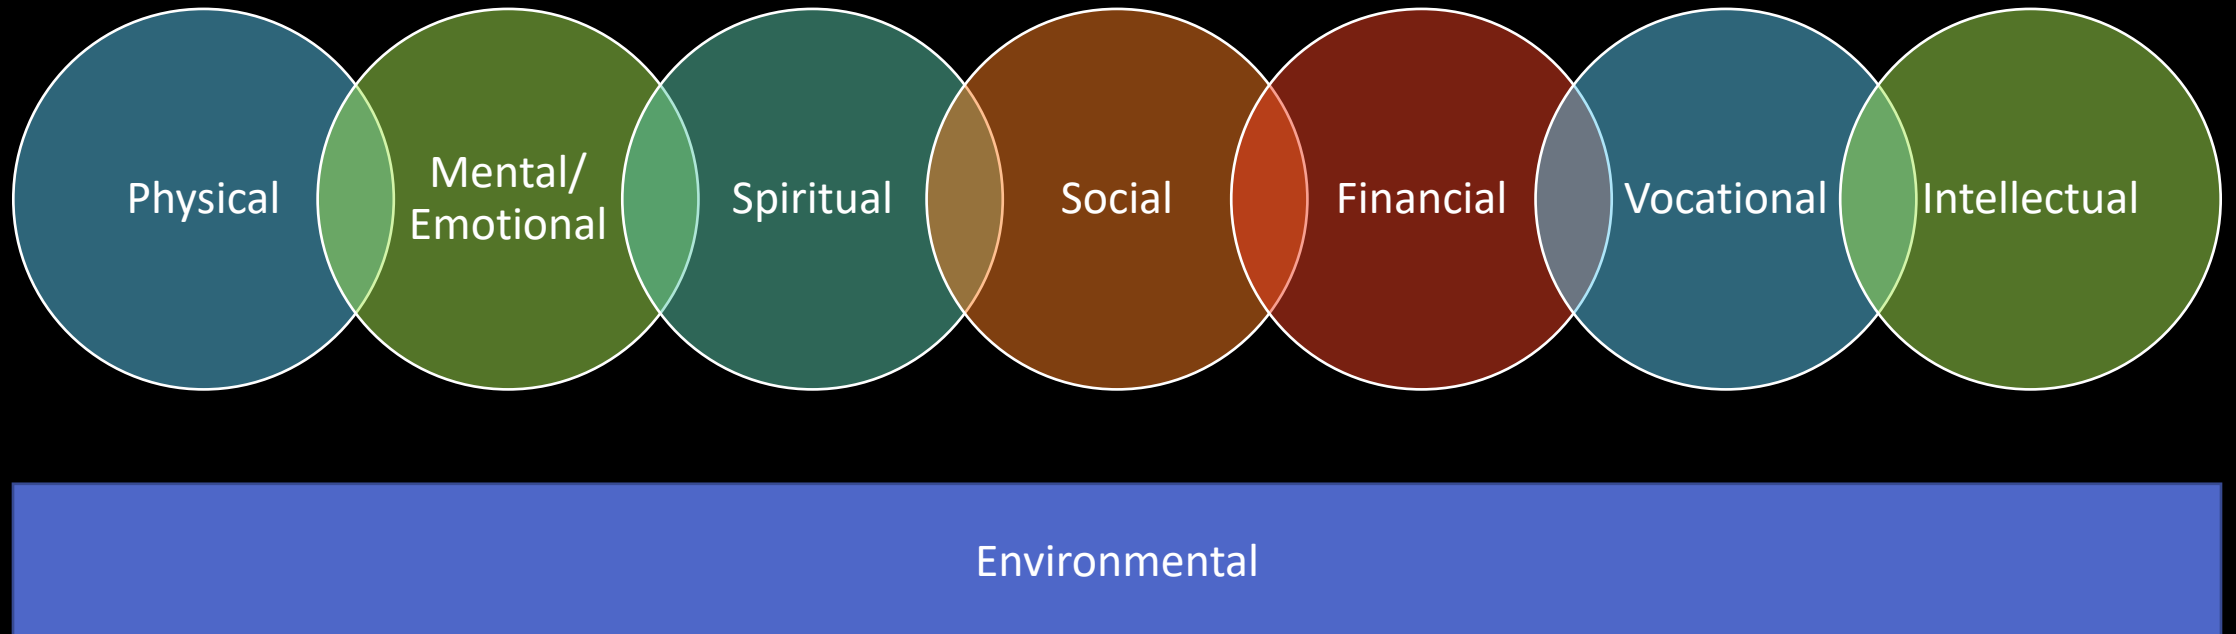 Physical
Mental/
Emotional
Spiritual
Social
Financial
Vocational
Intellectual
Environmental